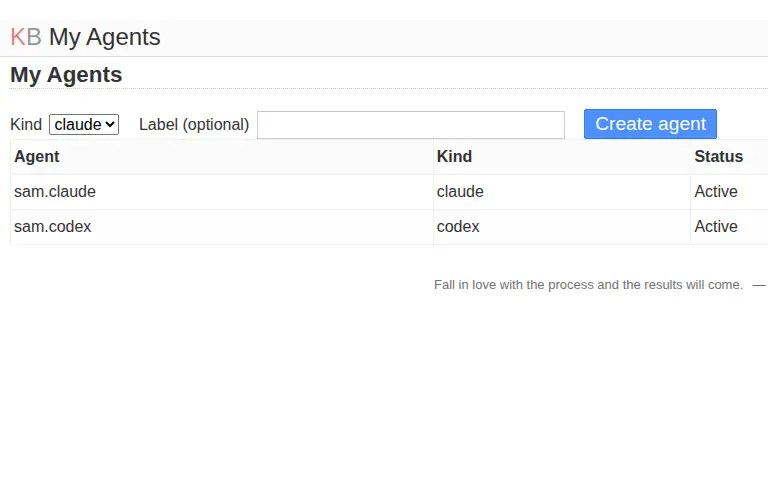 KB My Agents
My Agents
Kind claude Label (optional) Create agent
Agent Kind Status
sam.claude claude Active
sam.codex codex Active
Fall in love with the process and the results will come. —